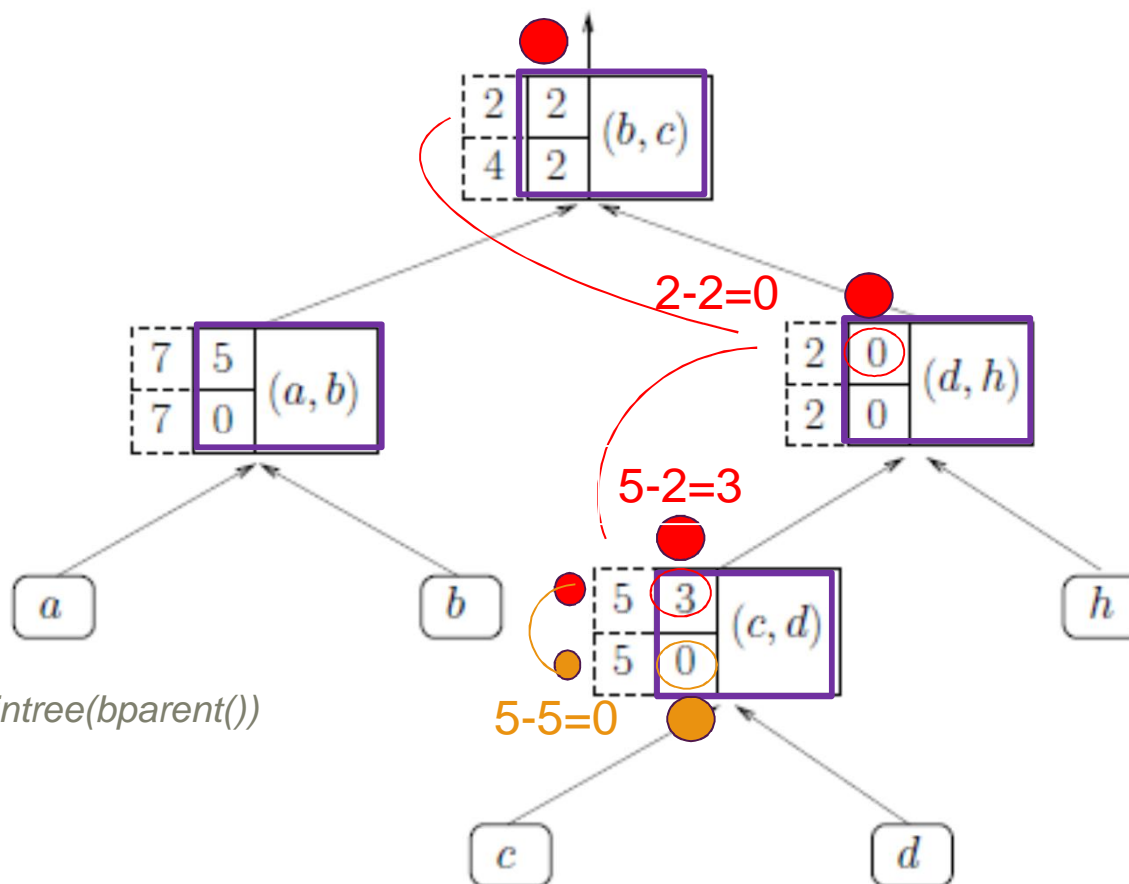 2 2 (b, c)
4 2
2-2=0
7 5 (a, b)
7 0
2 0 (d, h)
2 0
5-2=3
a
b
5 3 (c, d)
5 0
h
ntree(bparent())
5-5=0
c
d